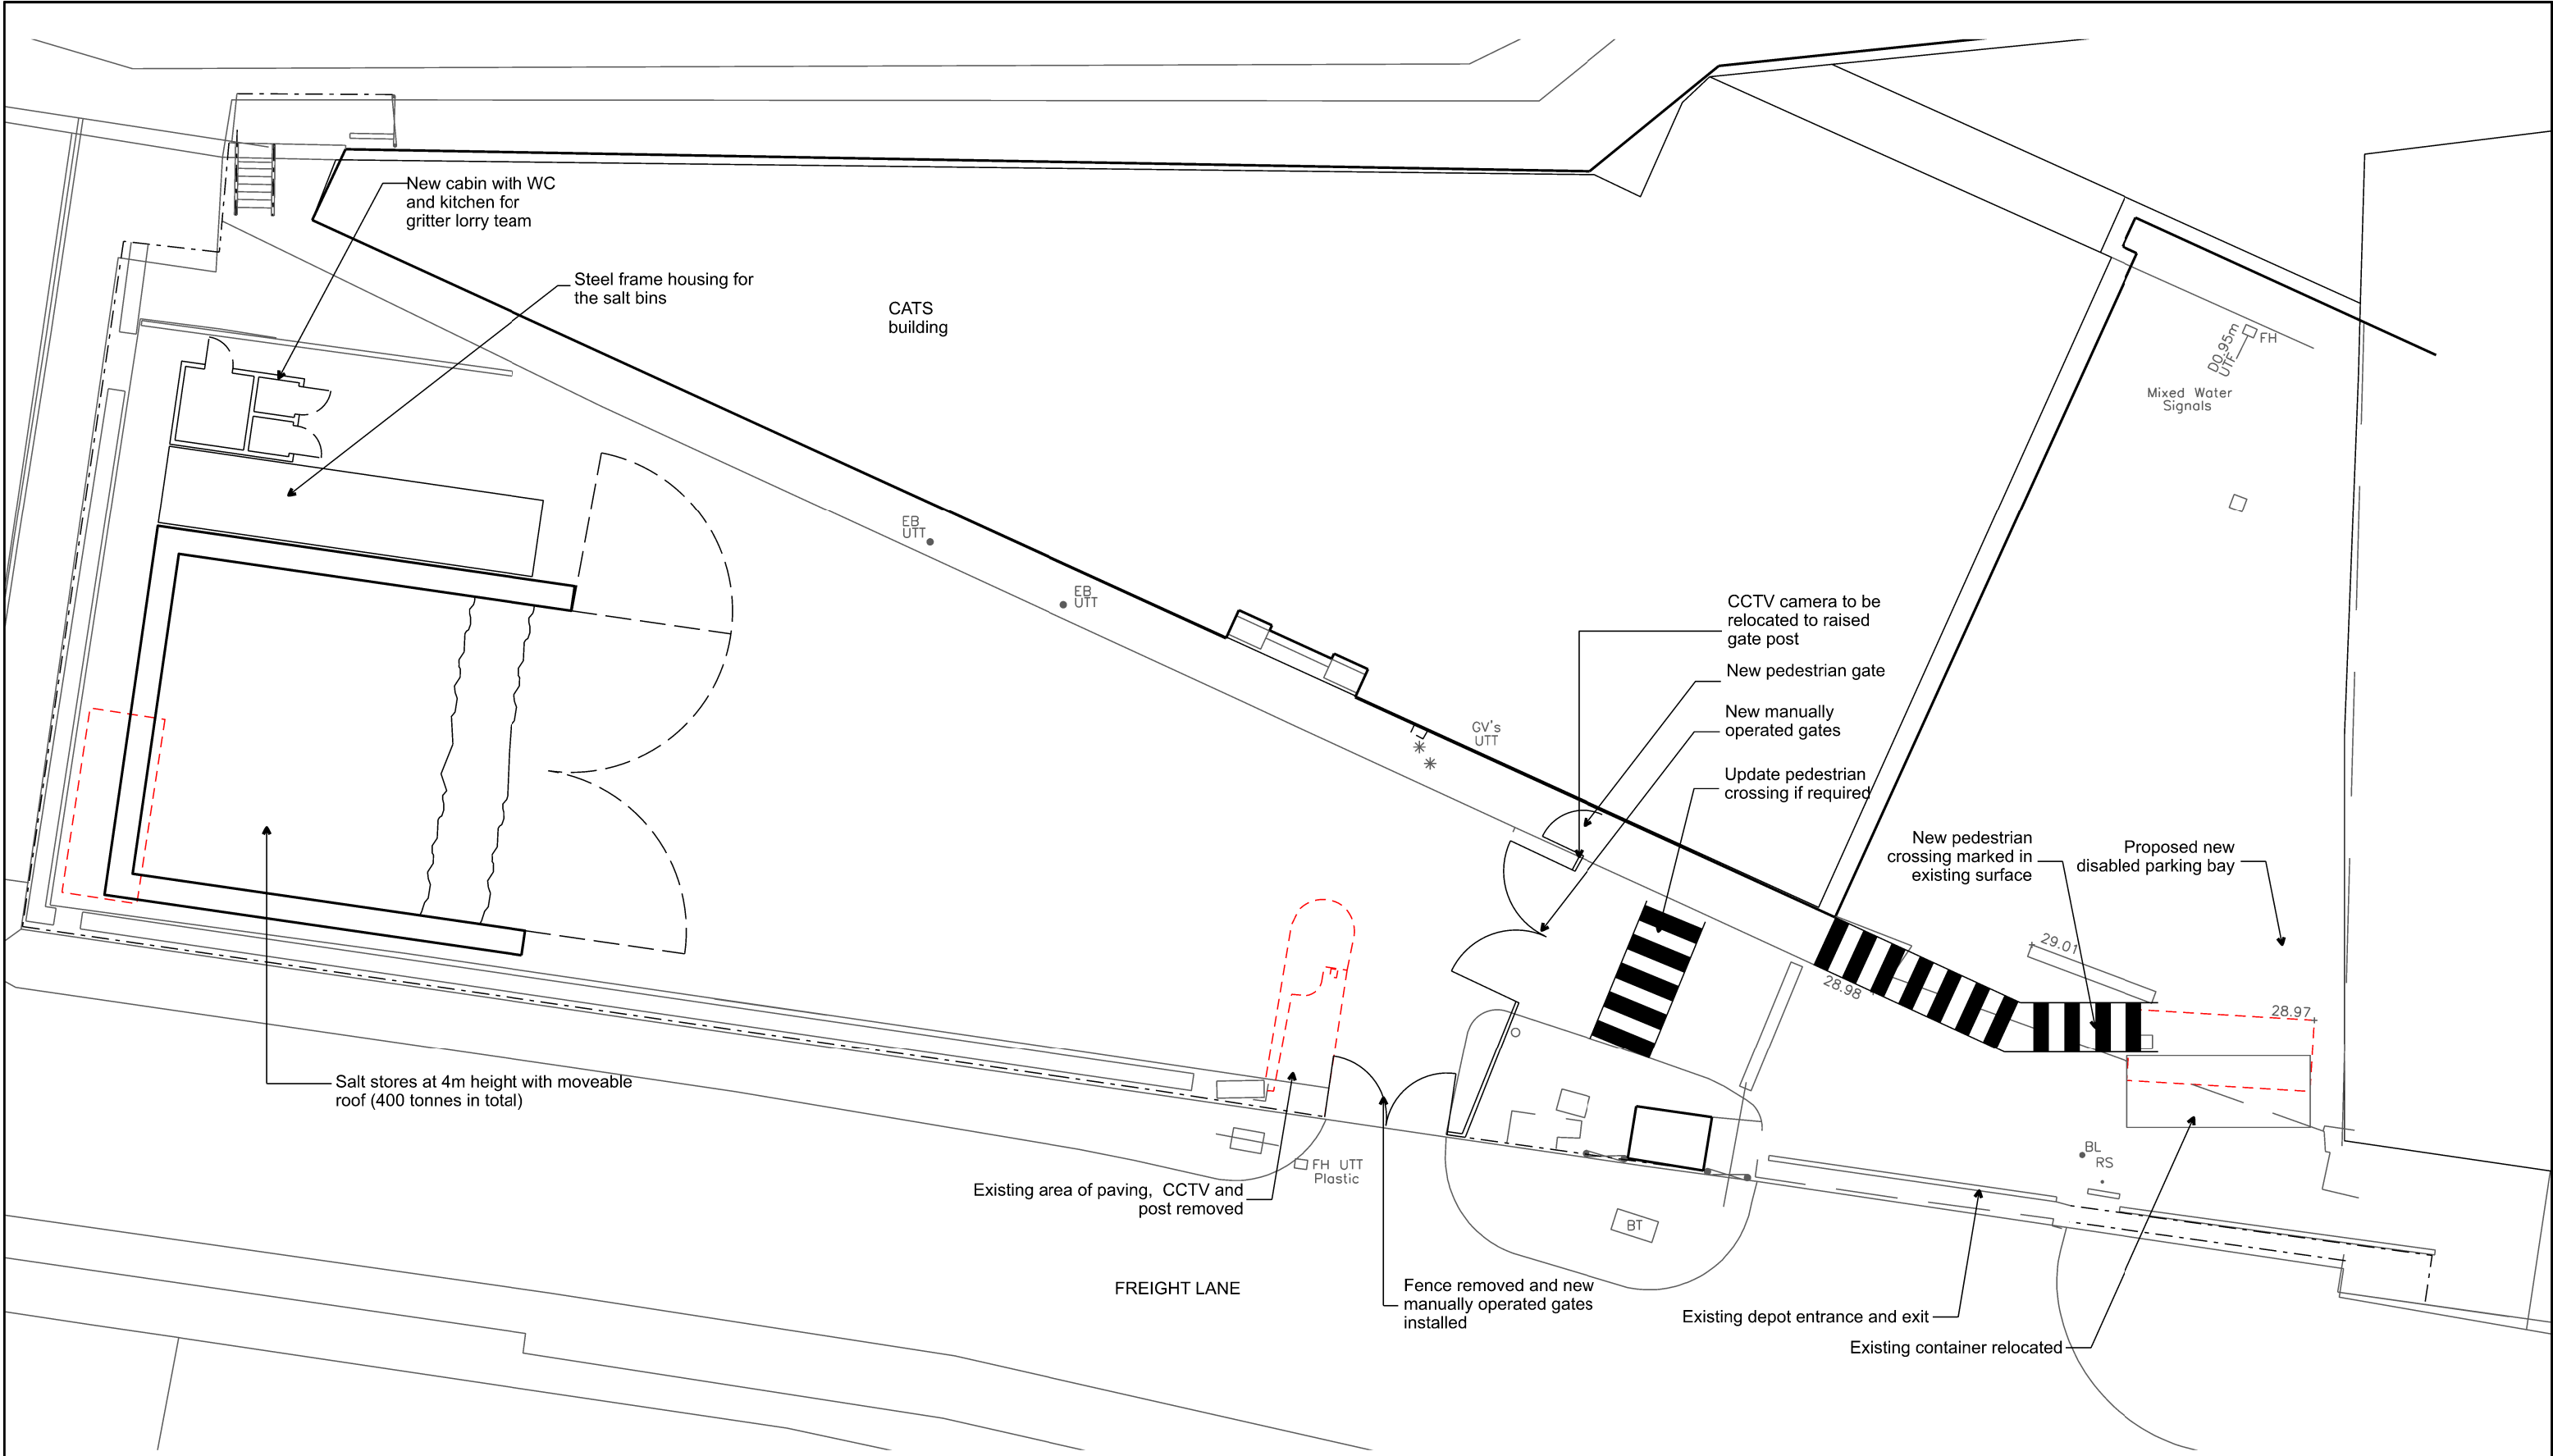 New cabin with WC
and kitchen for
gritter lorry team
Steel frame housing for
the salt bins
CATS
building
D0.95m
UTF
FH
Mixed Water
Signals
EB
UTT
EB
UTT
CCTV camera to be
relocated to raised
gate post
New pedestrian gate
New manually
operated gates
GV's
UTT
Update pedestrian
crossing if required
New pedestrian
crossing marked in
existing surface
Proposed new
disabled parking bay
29.01
28.98
28.97
Salt stores at 4m height with moveable
roof (400 tonnes in total)
BL
RS
FH UTT
Plastic
Existing area of paving, CCTV and
post removed
BT
FREIGHT LANE
Fence removed and new
manually operated gates
installed
Existing depot entrance and exit
Existing container relocated